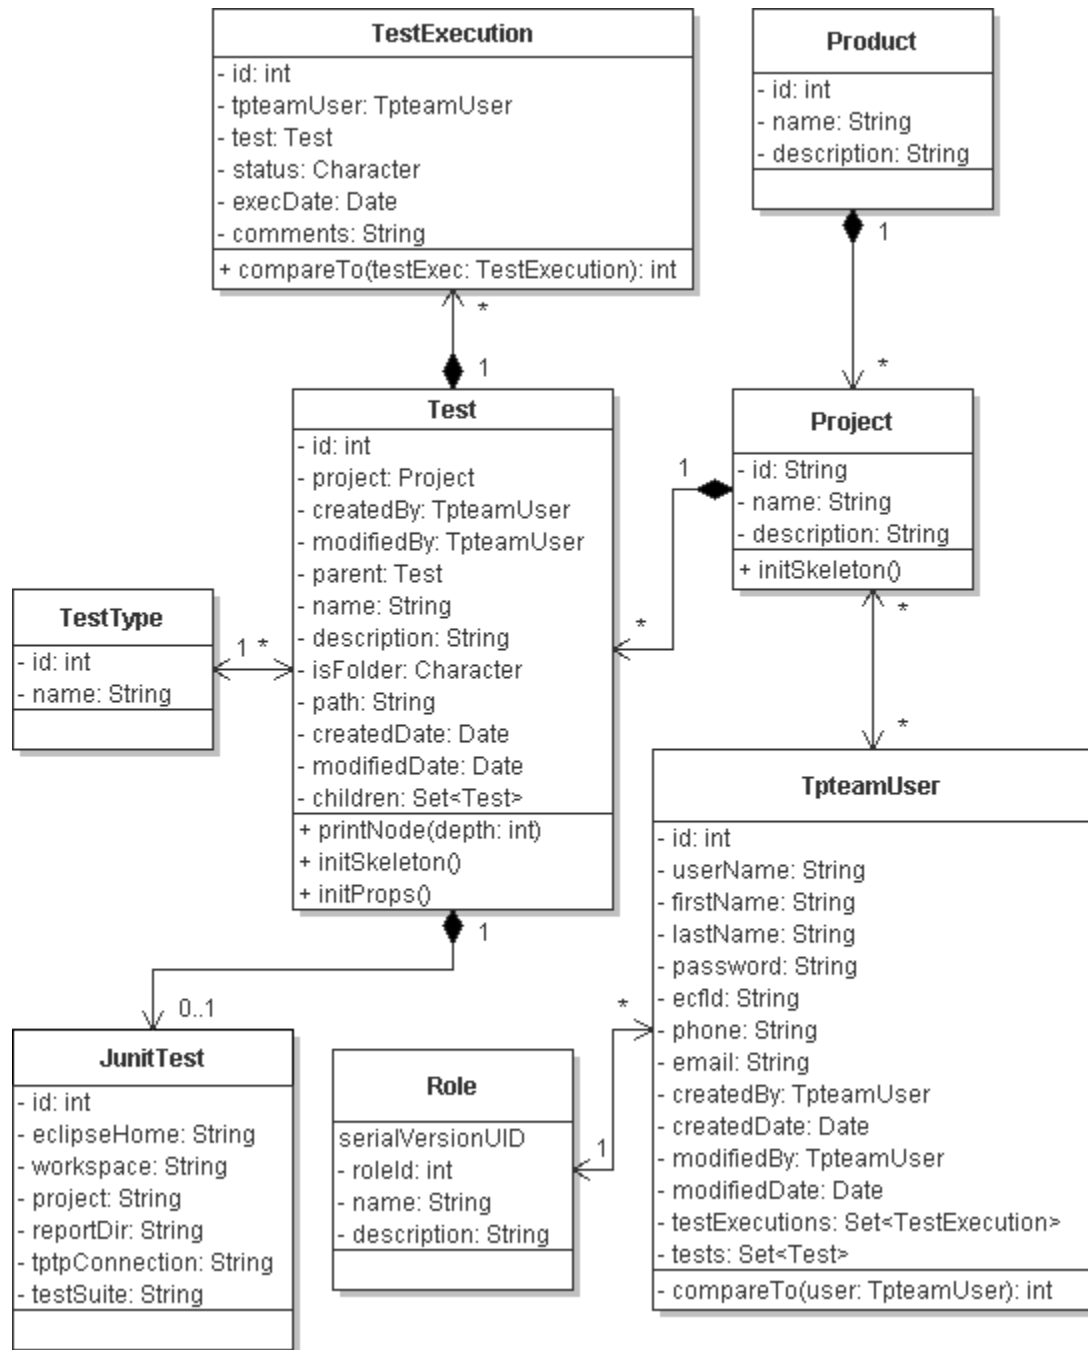 TestExecution
- id: int
- tpteamUser: TpteamUser
- test: Test
- status: Character
- execDate: Date
- comments: String
+ compareTo(testExec: TestExecution): int
Product
- id: int
- name: String
- description: String
1
*
*
1
Test
- id: int
- project: Project
- createdBy: TpteamUser
- modifiedBy: TpteamUser
- parent: Test
- name: String
- description: String
- isFolder: Character
- path: String
- createdDate: Date
- modifiedDate: Date
- children: Set<Test>
+ printNode(depth: int)
+ initSkeleton()
+ initProps()
Project
- id: String
- name: String
- description: String
+ initSkeleton()
1
*
*
*
TestType
- id: int
- name: String
1 *
TpteamUser
- id: int
- userName: String
- firstName: String
- lastName: String
- password: String
- ecfId: String
- phone: String
- email: String
- createdBy: TpteamUser
- createdDate: Date
- modifiedBy: TpteamUser
- modifiedDate: Date
- testExecutions: Set<TestExecution>
- tests: Set<Test>
- compareTo(user: TpteamUser): int
1
0..1
JunitTest
- id: int
- eclipseHome: String
- workspace: String
- project: String
- reportDir: String
- tptpConnection: String
- testSuite: String
Role
serialVersionUID
- roleId: int
- name: String
- description: String
*
1